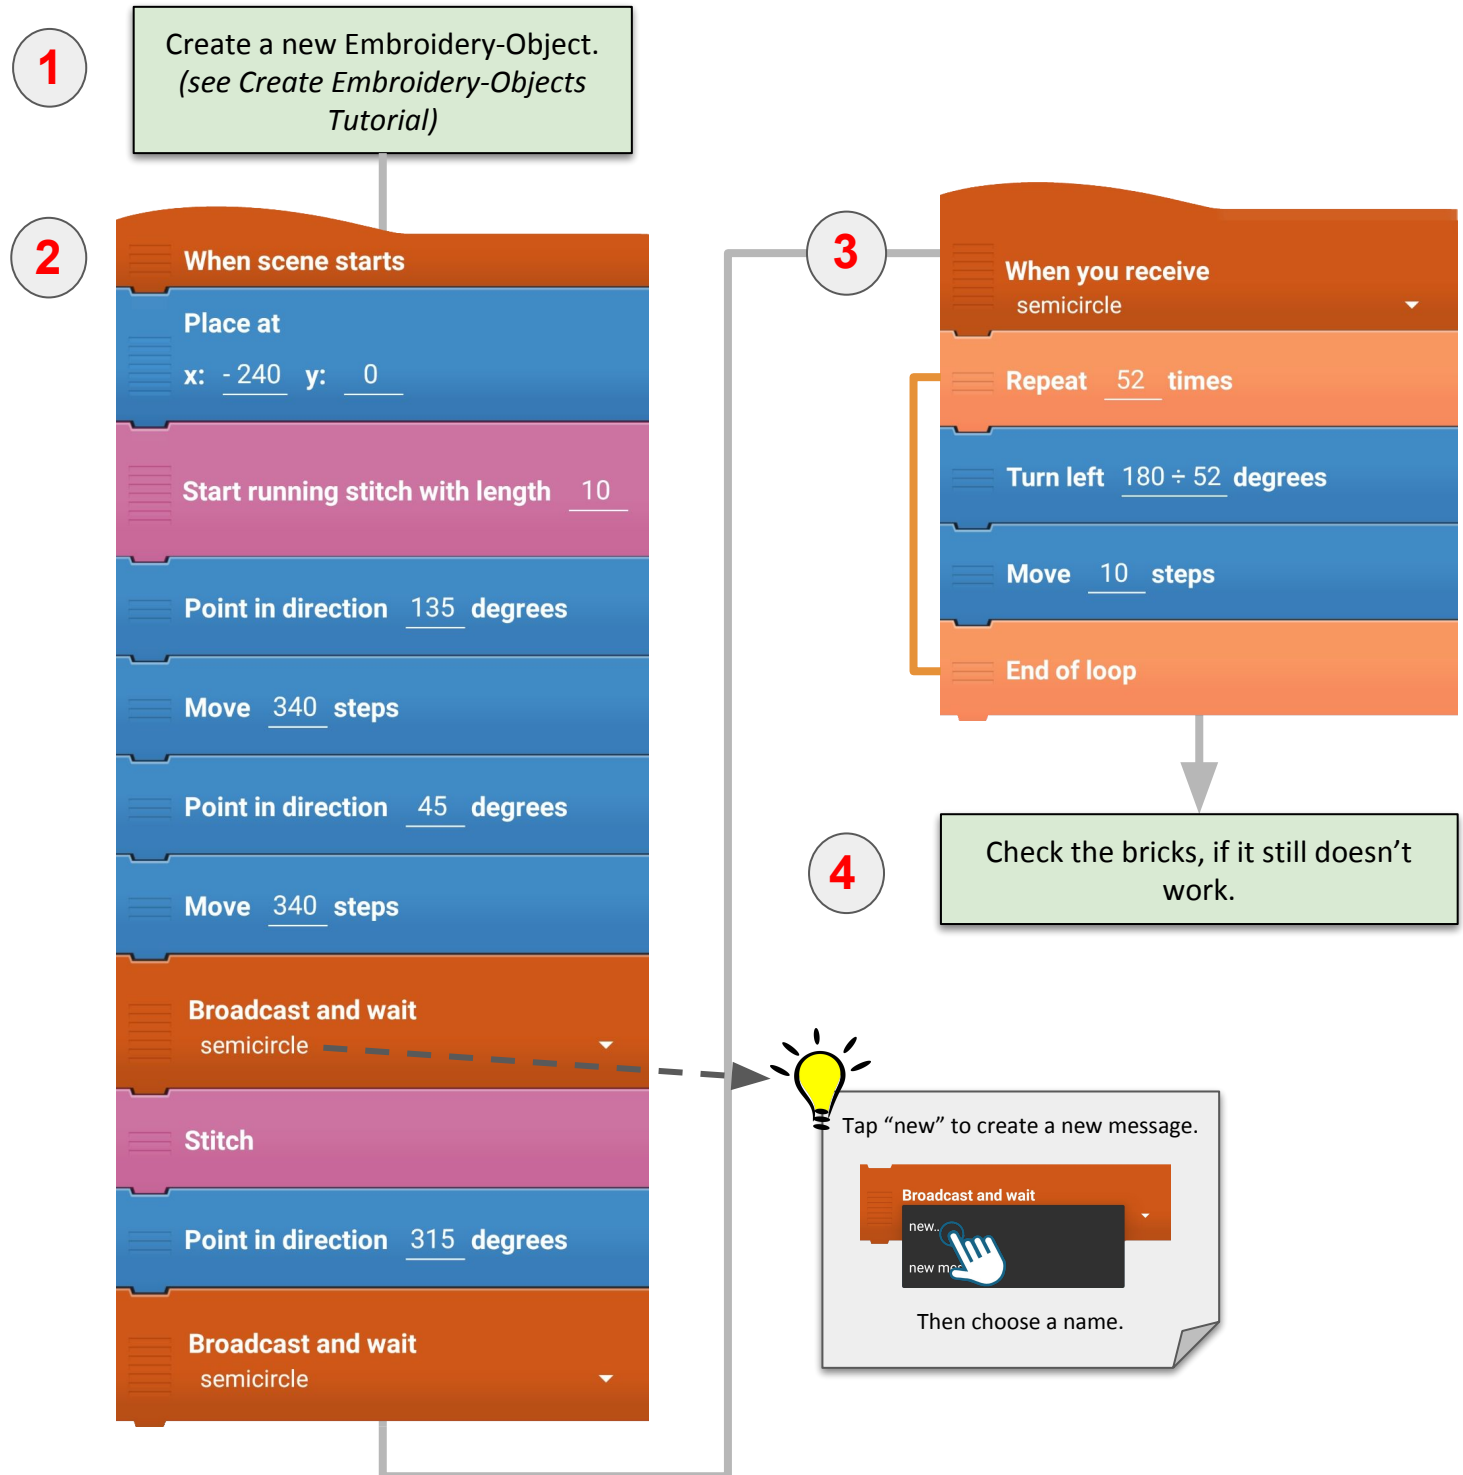 1
Create a new Embroidery-Object.
(see Create Embroidery-Objects
Tutorial)
2
When scene starts
Place at
x: - 240 y: 0
Start running stitch with length 10
Point in direction 135 degrees
Move 340 steps
Point in direction 45 degrees
Move 340 steps
Broadcast and wait
semicircle
Stitch
Point in direction 315 degrees
Broadcast and wait
semicircle
3
When you receive
semicircle
Repeat 52 times
Turn left 180 ÷ 52 degrees
Move 10 steps
End of loop
4
Check the bricks, if it still doesn’t
work.
Tap “new” to create a new message.
Broadcast and wait
new..
new
Then choose a name.